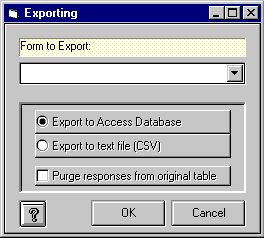 Exporting
Form to Export:
Export to Access Database
Export to text file (CSV)
Purge responses from original table
?
OK
Cancel